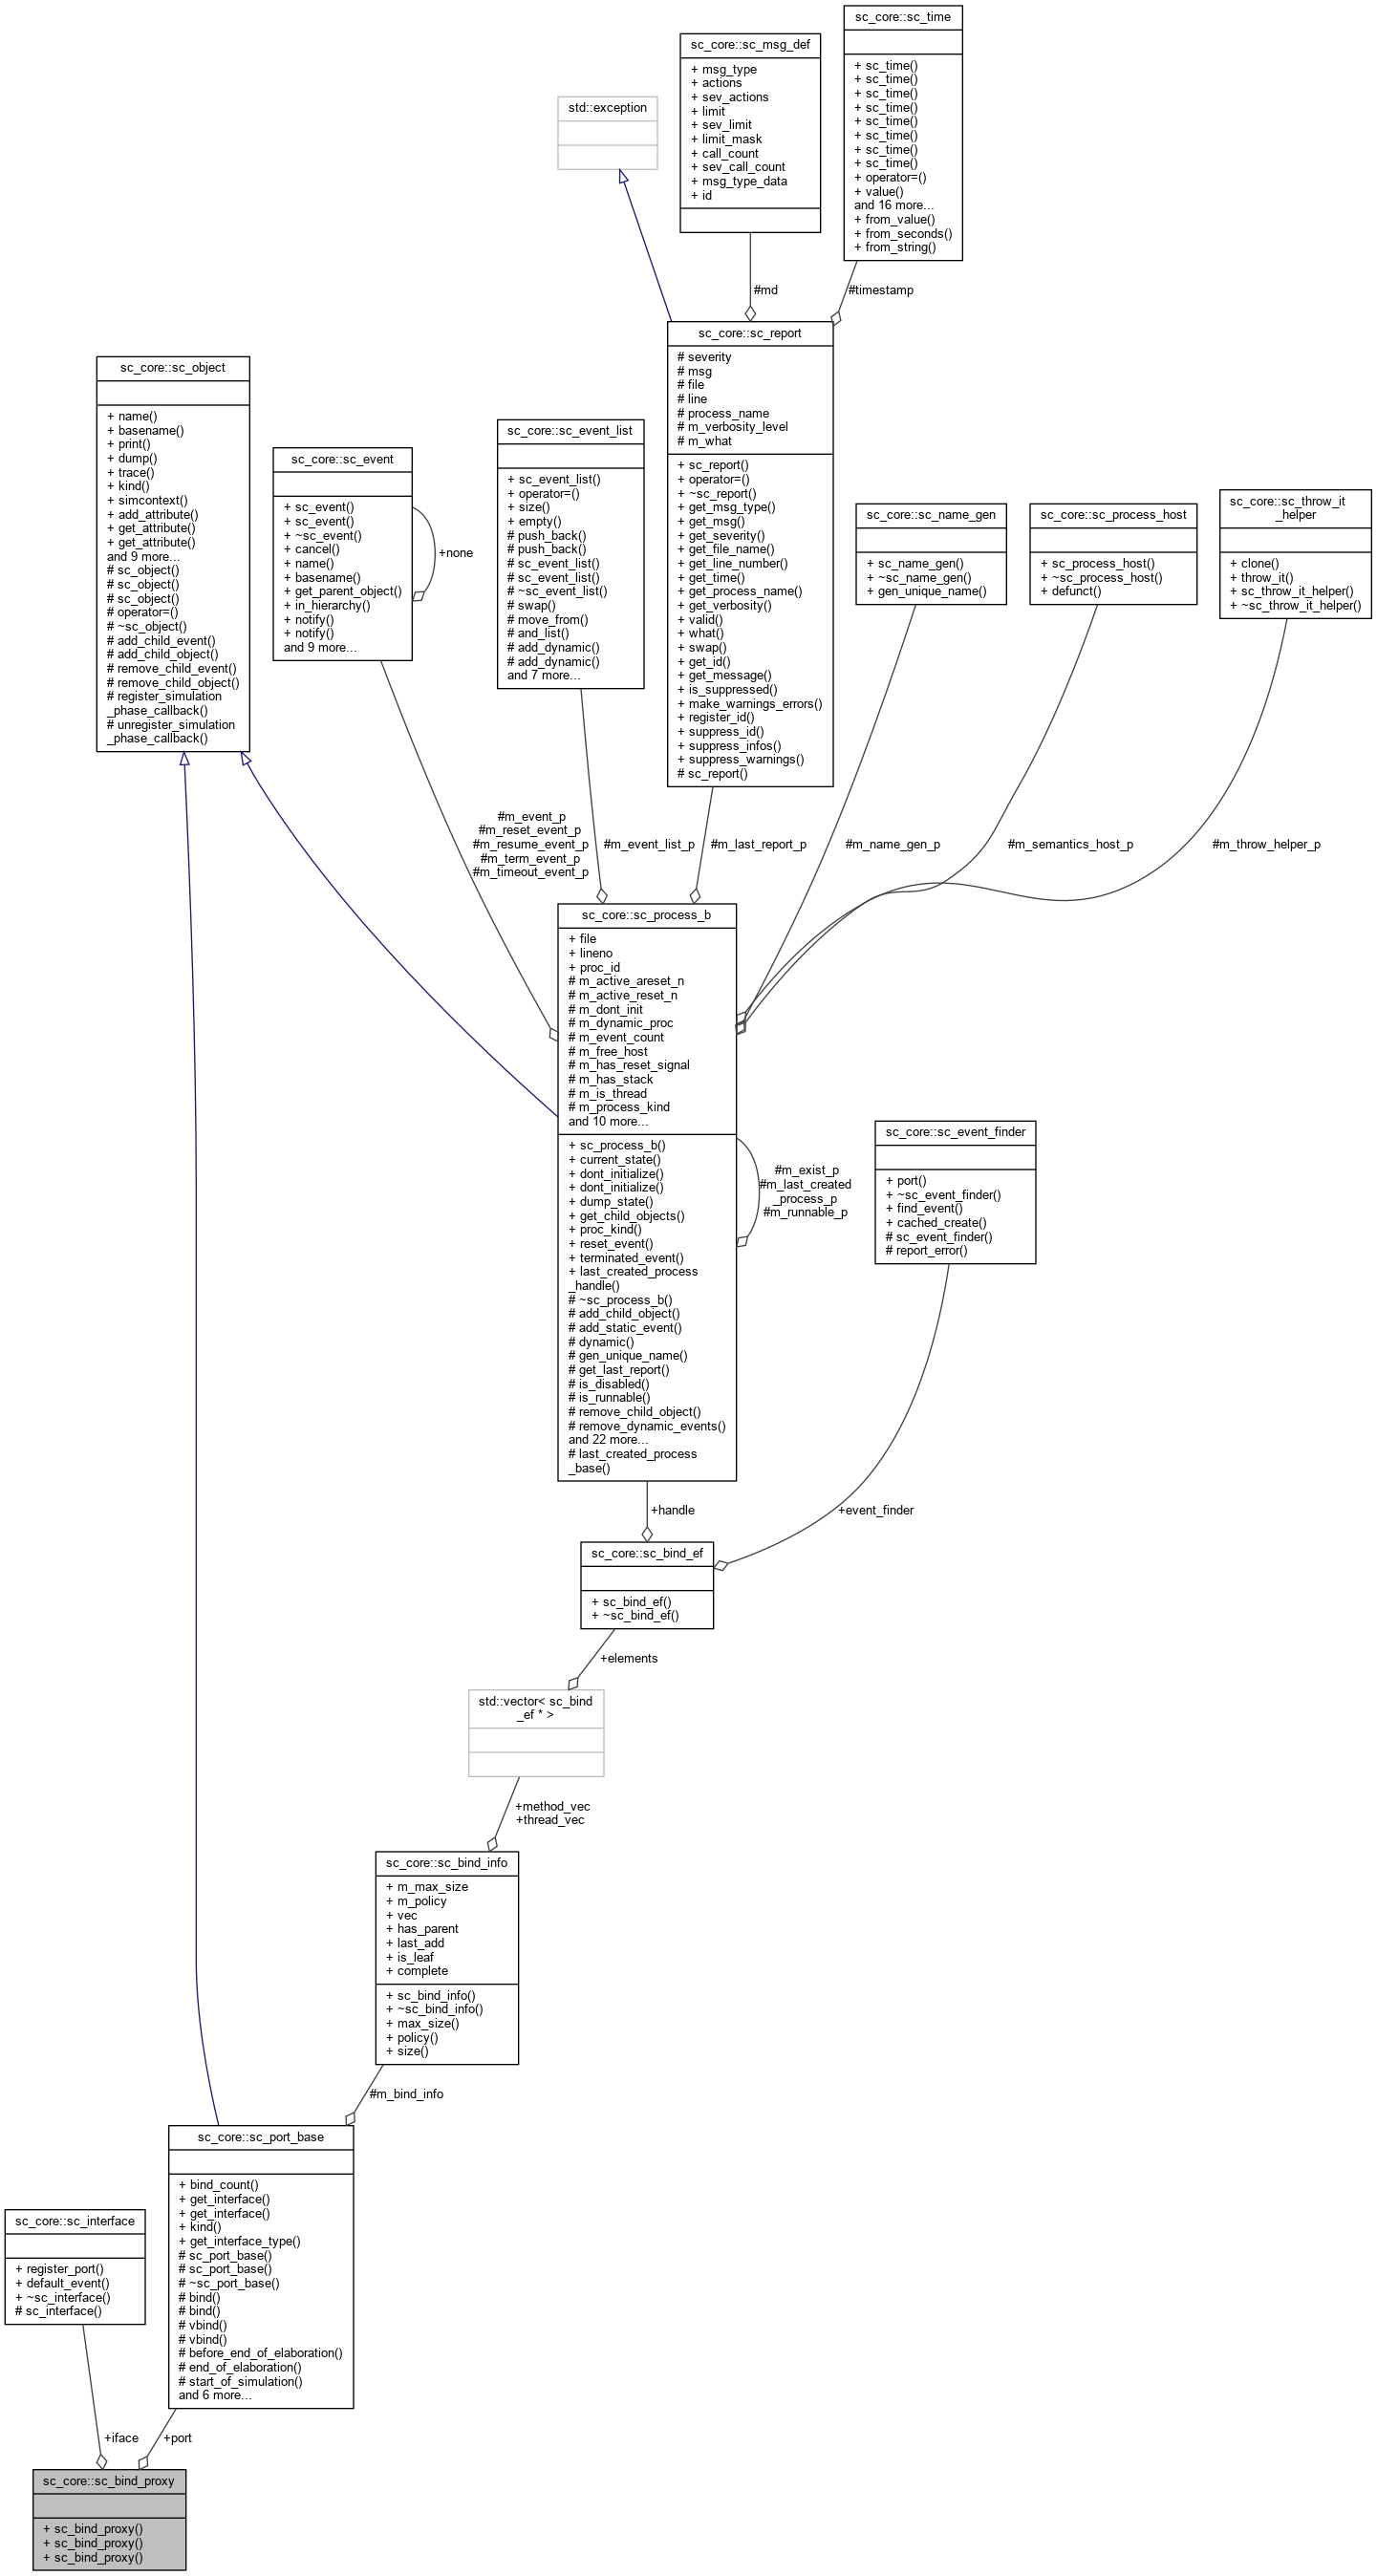 sc_core::sc_time
+ sc_time()
+ sc_time()
+ sc_time()
+ sc_time()
+ sc_time()
+ sc_time()
+ sc_time()
+ sc_time()
+ operator=()
+ value()
and 16 more...
+ from_value()
+ from_seconds()
+ from_string()
sc_core::sc_msg_def
+ msg_type
+ actions
+ sev_actions
+ limit
+ sev_limit
+ limit_mask
+ call_count
+ sev_call_count
+ msg_type_data
+ id
std::exception
#md
#timestamp
sc_core::sc_report
# severity
# msg
# file
# line
# process_name
# m_verbosity_level
# m_what
+ sc_report()
+ operator=()
+ ~sc_report()
+ get_msg_type()
+ get_msg()
+ get_severity()
+ get_file_name()
+ get_line_number()
+ get_time()
+ get_process_name()
+ get_verbosity()
+ valid()
+ what()
+ swap()
+ get_id()
+ get_message()
+ is_suppressed()
+ make_warnings_errors()
+ register_id()
+ suppress_id()
+ suppress_infos()
+ suppress_warnings()
# sc_report()
sc_core::sc_object
+ name()
+ basename()
+ print()
+ dump()
+ trace()
+ kind()
+ simcontext()
+ add_attribute()
+ get_attribute()
+ get_attribute()
and 9 more...
# sc_object()
# sc_object()
# sc_object()
# operator=()
# ~sc_object()
# add_child_event()
# add_child_object()
# remove_child_event()
# remove_child_object()
# register_simulation
_phase_callback()
# unregister_simulation
_phase_callback()
sc_core::sc_event
+ sc_event()
+ sc_event()
+ ~sc_event()
+ cancel()
+ name()
+ basename()
+ get_parent_object()
+ in_hierarchy()
+ notify()
+ notify()
and 9 more...
+none
sc_core::sc_event_list
+ sc_event_list()
+ operator=()
+ size()
+ empty()
# push_back()
# push_back()
# sc_event_list()
# sc_event_list()
# ~sc_event_list()
# swap()
# move_from()
# and_list()
# add_dynamic()
# add_dynamic()
and 7 more...
sc_core::sc_name_gen
+ sc_name_gen()
+ ~sc_name_gen()
+ gen_unique_name()
sc_core::sc_process_host
+ sc_process_host()
+ ~sc_process_host()
+ defunct()
sc_core::sc_throw_it
_helper
+ clone()
+ throw_it()
+ sc_throw_it_helper()
+ ~sc_throw_it_helper()
#m_event_p
#m_reset_event_p
#m_resume_event_p
#m_term_event_p
#m_timeout_event_p
#m_event_list_p
#m_last_report_p
#m_name_gen_p
#m_semantics_host_p
#m_throw_helper_p
sc_core::sc_process_b
+ file
+ lineno
+ proc_id
# m_active_areset_n
# m_active_reset_n
# m_dont_init
# m_dynamic_proc
# m_event_count
# m_free_host
# m_has_reset_signal
# m_has_stack
# m_is_thread
# m_process_kind
and 10 more...
+ sc_process_b()
+ current_state()
+ dont_initialize()
+ dont_initialize()
+ dump_state()
+ get_child_objects()
+ proc_kind()
+ reset_event()
+ terminated_event()
+ last_created_process
_handle()
# ~sc_process_b()
# add_child_object()
# add_static_event()
# dynamic()
# gen_unique_name()
# get_last_report()
# is_disabled()
# is_runnable()
# remove_child_object()
# remove_dynamic_events()
and 22 more...
# last_created_process
_base()
#m_exist_p
#m_last_created
_process_p
#m_runnable_p
sc_core::sc_event_finder
+ port()
+ ~sc_event_finder()
+ find_event()
+ cached_create()
# sc_event_finder()
# report_error()
+handle
+event_finder
sc_core::sc_bind_ef
+ sc_bind_ef()
+ ~sc_bind_ef()
+elements
std::vector< sc_bind
_ef * >
+method_vec
+thread_vec
sc_core::sc_bind_info
+ m_max_size
+ m_policy
+ vec
+ has_parent
+ last_add
+ is_leaf
+ complete
+ sc_bind_info()
+ ~sc_bind_info()
+ max_size()
+ policy()
+ size()
#m_bind_info
sc_core::sc_port_base
+ bind_count()
+ get_interface()
+ get_interface()
+ kind()
+ get_interface_type()
# sc_port_base()
# sc_port_base()
# ~sc_port_base()
# bind()
# bind()
# vbind()
# vbind()
# before_end_of_elaboration()
# end_of_elaboration()
# start_of_simulation()
and 6 more...
sc_core::sc_interface
+ register_port()
+ default_event()
+ ~sc_interface()
# sc_interface()
+iface
+port
sc_core::sc_bind_proxy
+ sc_bind_proxy()
+ sc_bind_proxy()
+ sc_bind_proxy()